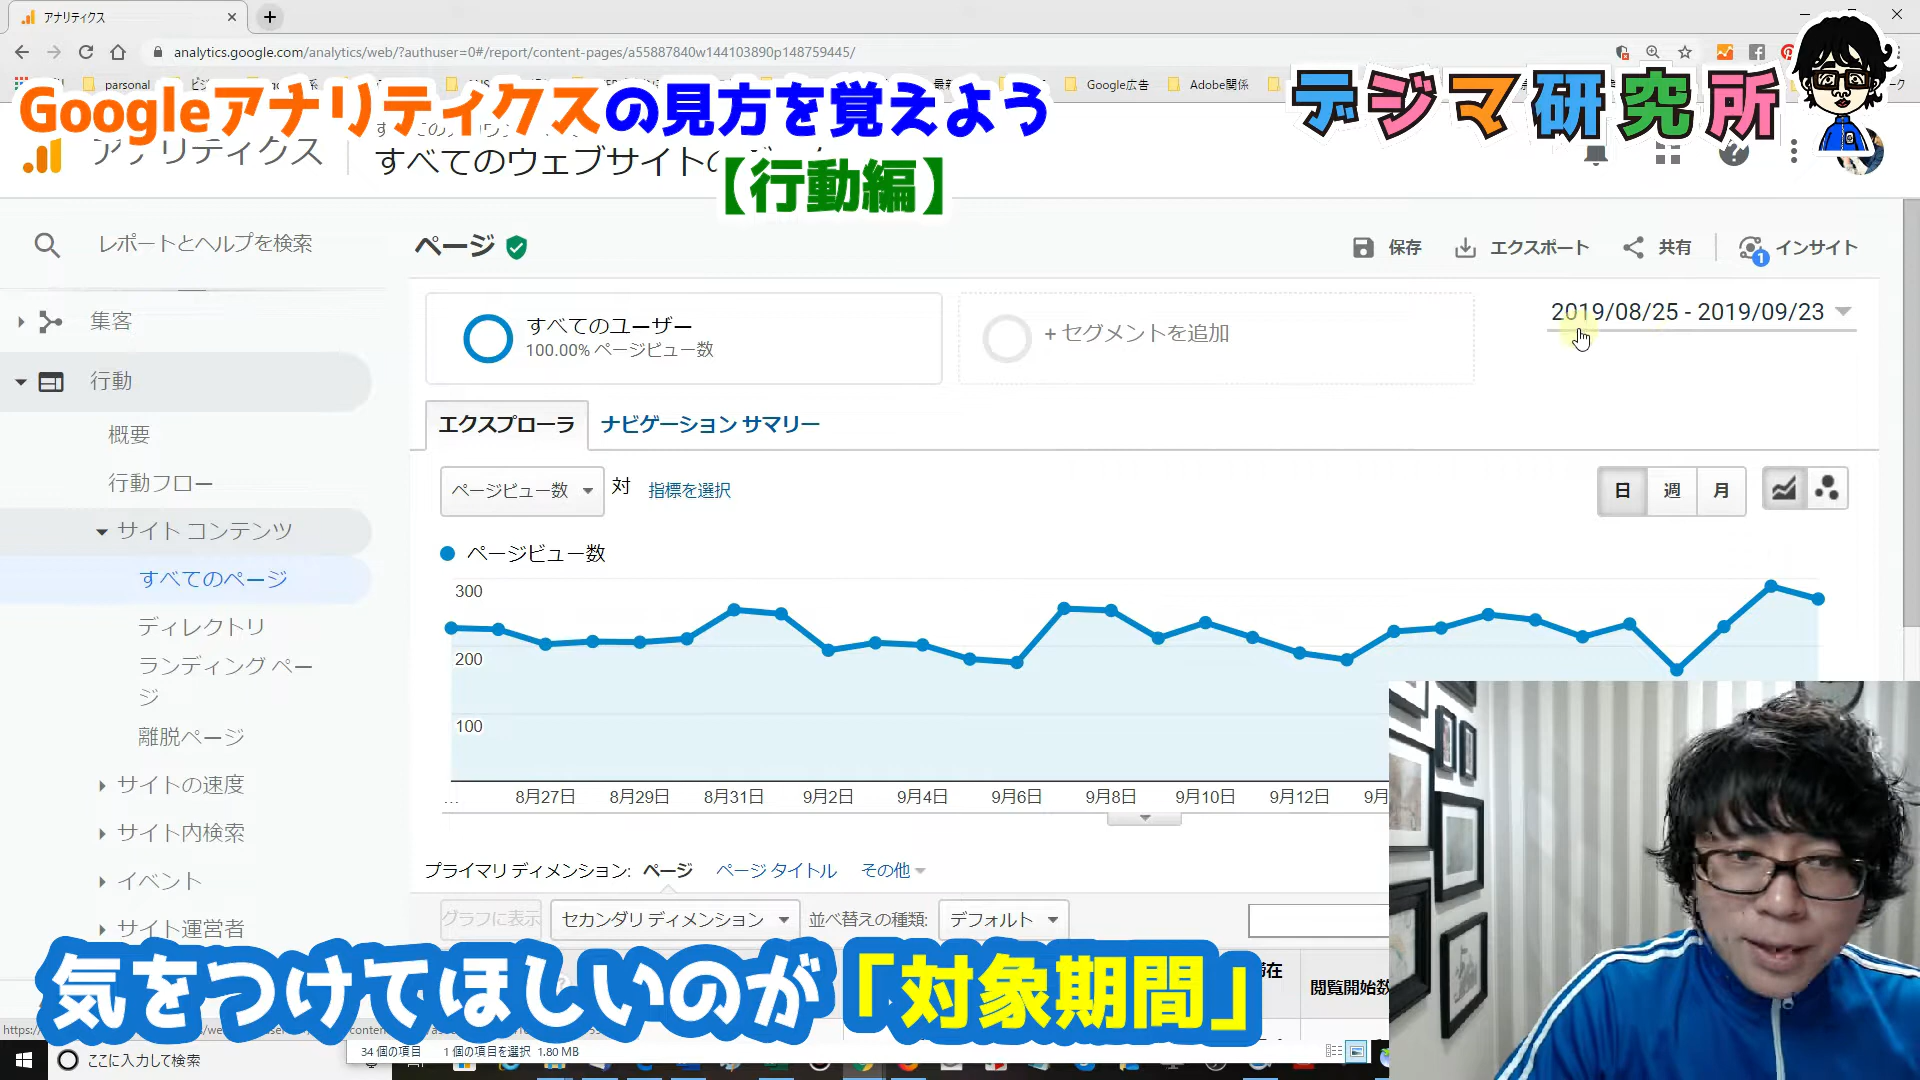 アナリティクス
analytics.google.com/analytics/web/?authuser=0#/report/content-pages/a55887840w144103890p148759445/
parsonal
Google広告
Adobe関係
Googleアナリティクスの見方を覚えよう
【行動編】
デジマ研究所
アナリティクス
すべてのウェブサイトの
レポートとヘルプを検索
ページ
保存
エクスポート
共有
1
インサイト
集客
行動
概要
行動フロー
サイト コンテンツ
すべてのページ
ディレクトリ
ランディング ペー
ジ
離脱ページ
サイトの速度
サイト内検索
イベント
サイト運営者
すべてのユーザー
100.00% ページビュー数
+ セグメントを追加
2019/08/25 - 2019/09/23
エクスプローラ
ナビゲーション サマリー
ページビュー数
対
指標を選択
日
週
月
ページビュー数
300
200
100
...
8月27日
8月29日
8月31日
9月2日
9月4日
9月6日
9月8日
9月10日
9月12日
プライマリ ディメンション:
ページ
ページ タイトル
その他
グラフに表示
セカンダリ ディメンション
並べ替えの種類:
デフォルト
閲覧開始数
気をつけてほしいのが「対象期間」
34 個の項目
1 個の項目を選択 1.80 MB
ここに入力して検索